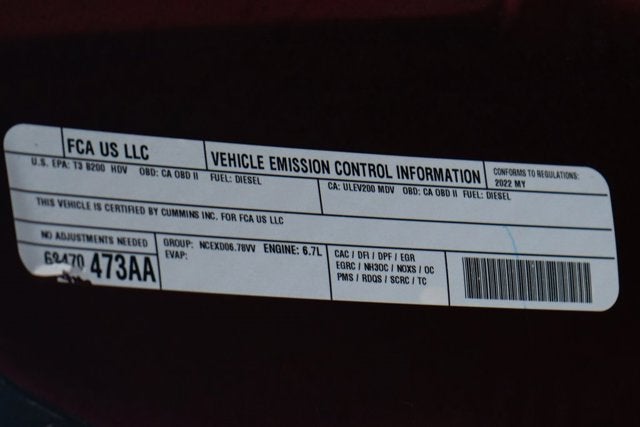 FCA US LLC
VEHICLE EMISSION CONTROL INFORMATION
CONFORMS TO REGULATIONS:
2022 MY
U.S. EPA: T3 B200 HDV OBD: CA OBD II FUEL: DIESEL
CA: ULEV200 MDV OBD: CA OBD II FUEL: DIESEL
THIS VEHICLE IS CERTIFIED BY CUMMINS INC. FOR FCA US LLC
NO ADJUSTMENTS NEEDED
68470 473AA
GROUP: NCEXD06.78VV ENGINE: 6.7L
EVAP:
CAC / DFI / DPF / EGR
EGRC / NH3OC / NOXS / OC
PMS / RDQS / SCRC / TC